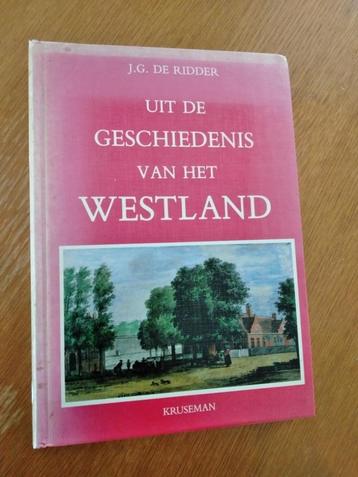 J.G. DE RIDDER
UIT DE
GESCHIEDENIS
VAN HET
WESTLAND
KRUSEMAN